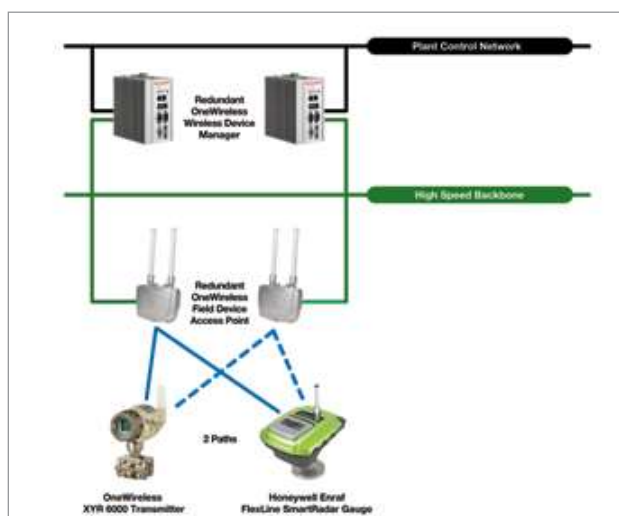 Plant Control Network
Redundant
OneWireless
Wireless Device
Manager
High Speed Backbone
Redundant
OneWireless
Field Device
Access Point
2 Paths
OneWireless
XYR 6000 Transmitter
Honeywell Enraf
FlexLine SmartRadar Gauge